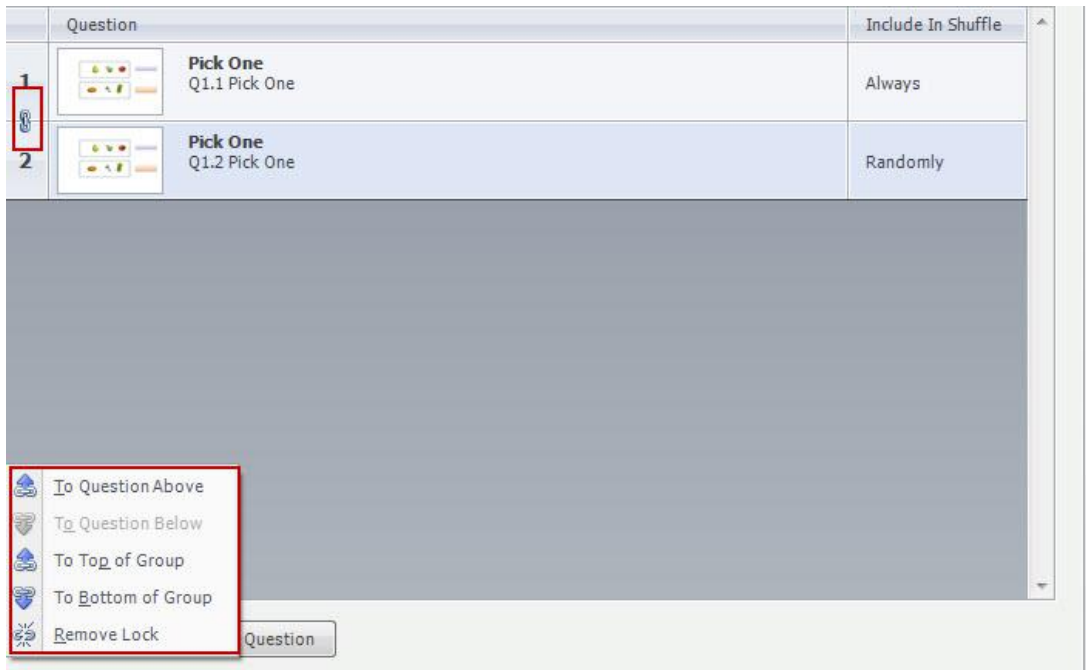 Question Include In Shuffle
1 Pick One
Q1.1 Pick One Always
2 Pick One
Q1.2 Pick One Randomly
To Question Above
To Question Below
To Top of Group
To Bottom of Group
Remove Lock
Question